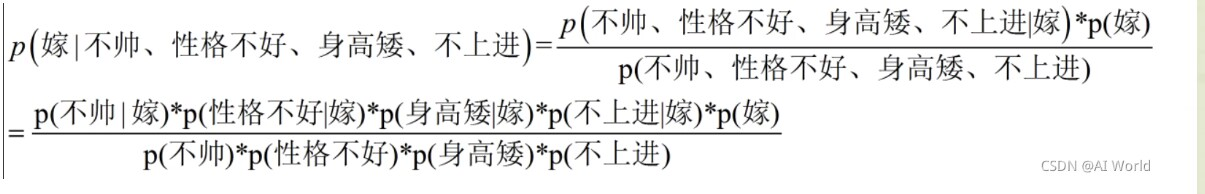 p(嫁|不帅、性格不好、身高矮、不上进)=p(不帅、性格不好、身高矮、不上进|嫁)*p(嫁)
p(不帅、性格不好、身高矮、不上进)
=p(不帅|嫁)*p(性格不好|嫁)*p(身高矮|嫁)*p(不上进|嫁)*p(嫁)
p(不帅)*p(性格不好)*p(身高矮)*p(不上进)
CSDN @AI World